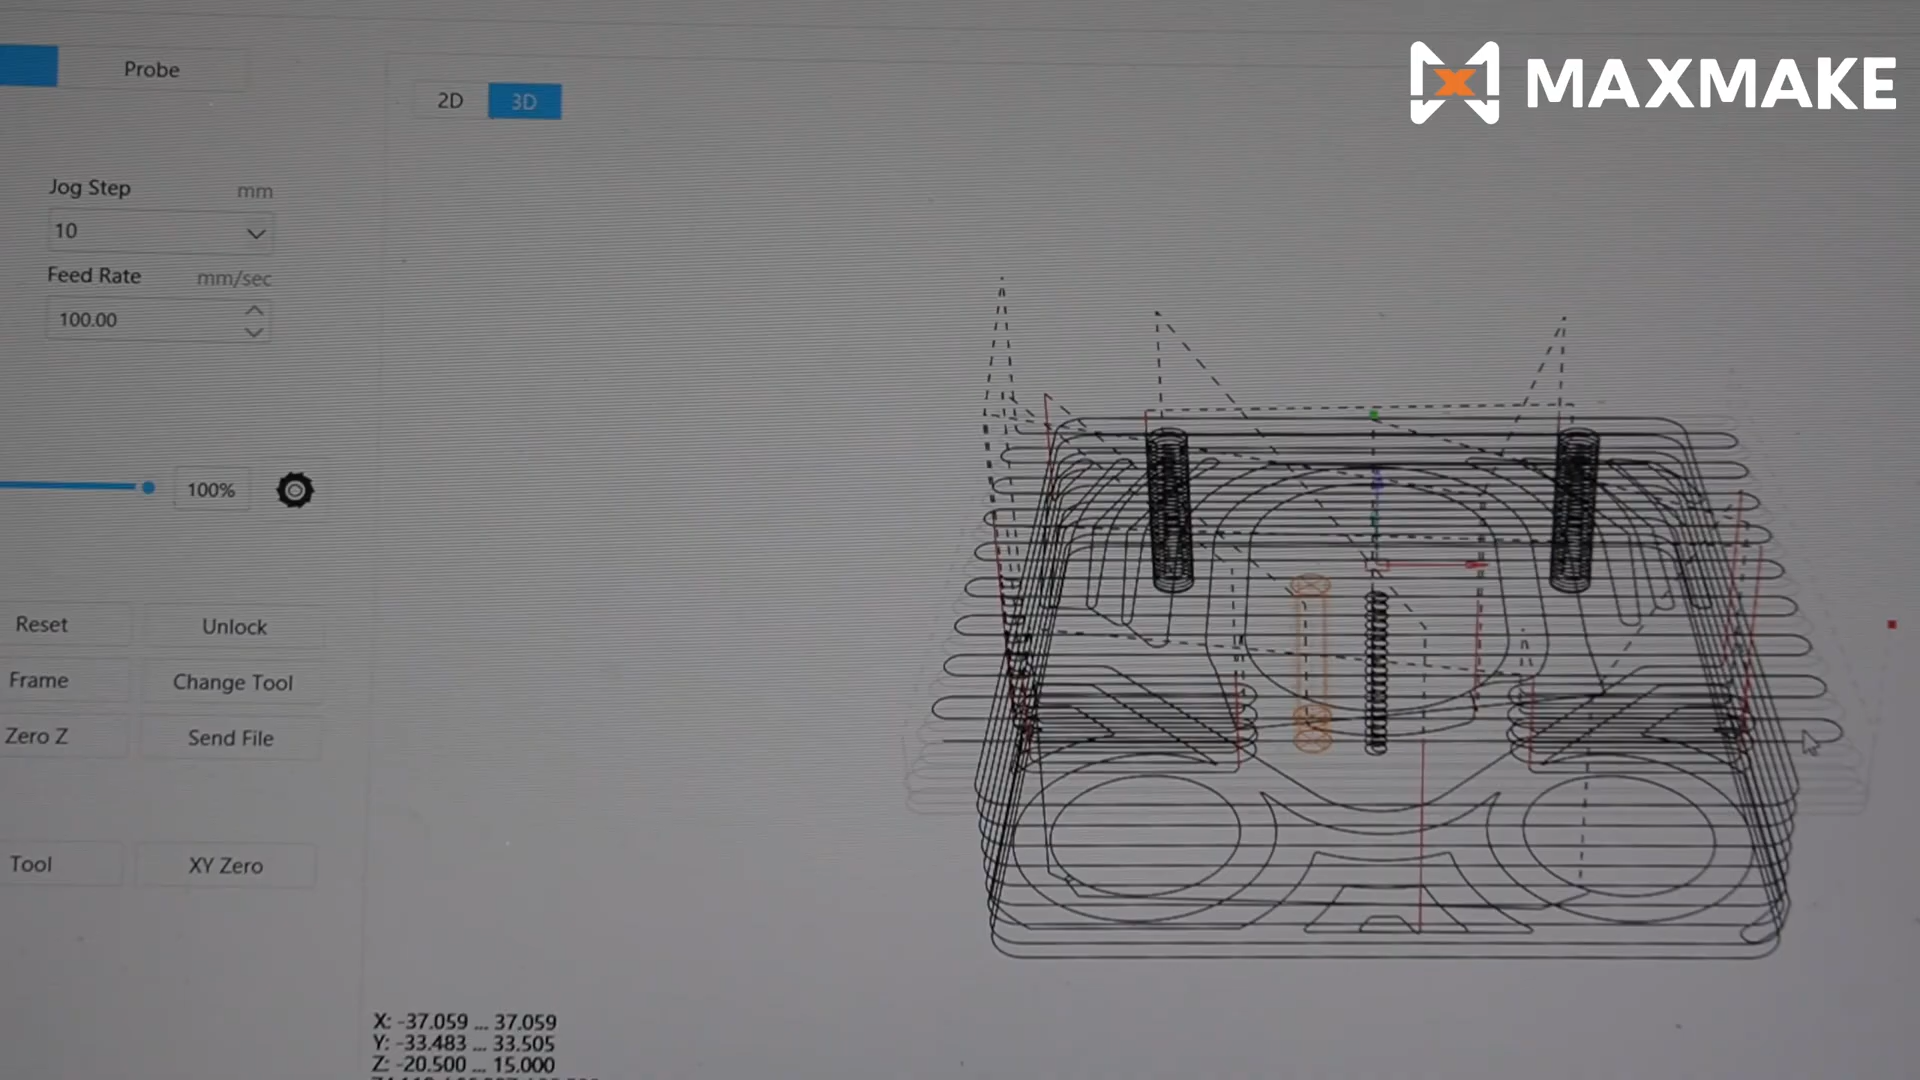 MAXMAKE
Probe
2D
3D
Jog Step
mm
10
Feed Rate
mm/sec
100.00
100%
Reset
Unlock
Frame
Change Tool
Zero Z
Send File
Tool
XY Zero
X: -37.059 ... 37.059
Y: -33.483 ... 33.505
Z: -20.500 ... 15.000